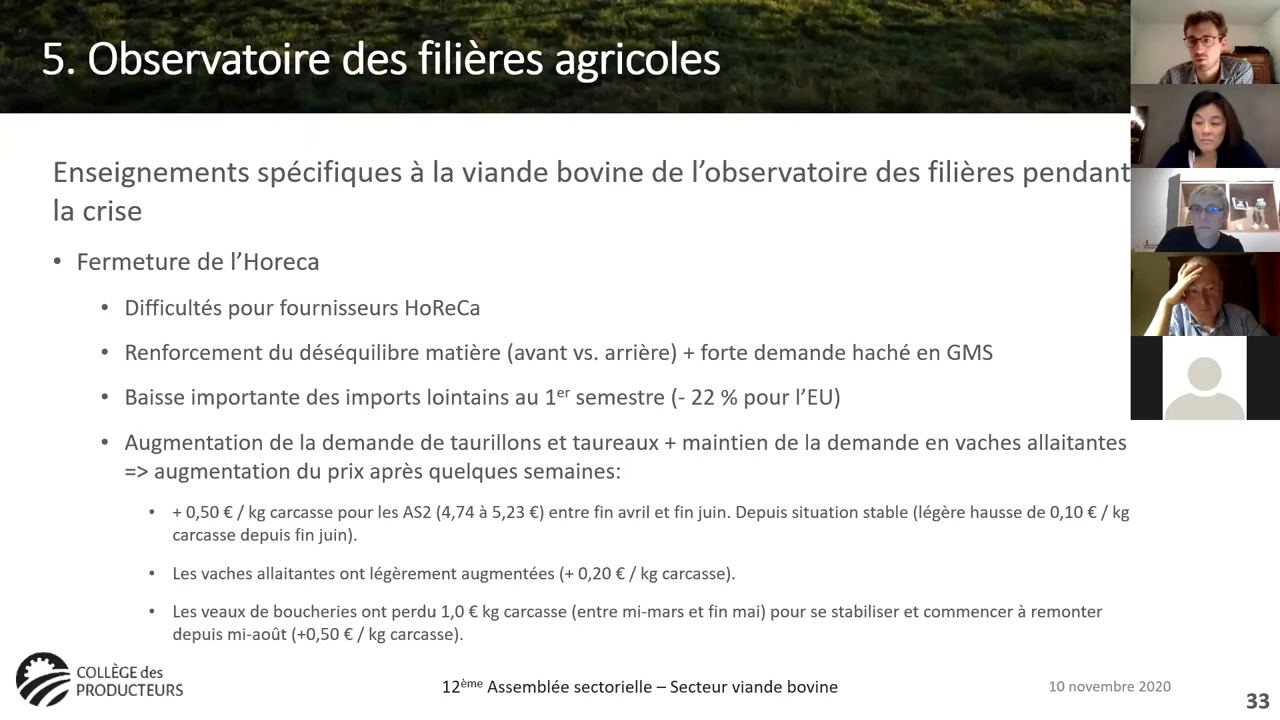 5. Observatoire des filières agricoles
Enseignements spécifiques à la viande bovine de l’observatoire des filières pendant
la crise
• Fermeture de l’Horeca
• Difficultés pour fournisseurs HoReCa
• Renforcement du déséquilibre matière (avant vs. arrière) + forte demande haché en GMS
• Baisse importante des imports lointains au 1er semestre (- 22 % pour l’EU)
• Augmentation de la demande de taurillons et taureaux + maintien de la demande en vaches allaitantes
=> augmentation du prix après quelques semaines:
• + 0,50 € / kg carcasse pour les AS2 (4,74 à 5,23 €) entre fin avril et fin juin. Depuis situation stable (légère hausse de 0,10 € / kg
carcasse depuis fin juin).
• Les vaches allaitantes ont légèrement augmentées (+ 0,20 € / kg carcasse).
• Les veaux de boucheries ont perdu 1,0 € kg carcasse (entre mi-mars et fin mai) pour se stabiliser et commencer à remonter
depuis mi-août (+0,50 € / kg carcasse).
COLLÈGE des
PRODUCTEURS
12ème Assemblée sectorielle – Secteur viande bovine
10 novembre 2020
33